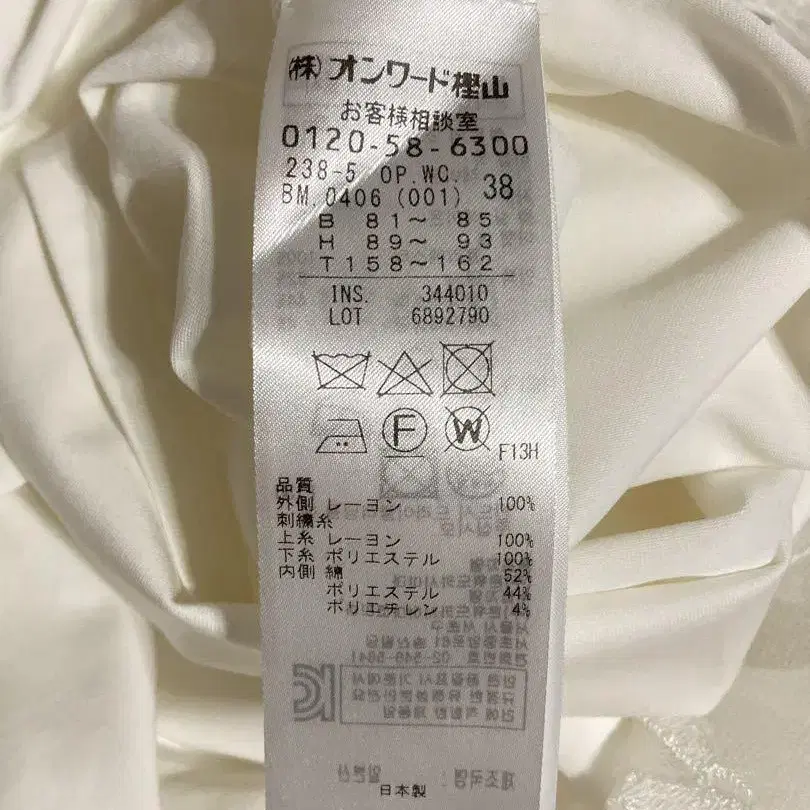 (株)オンワード樫山
お客様相談室
0120-58-6300
238-5 OP.WC.
BM.0406 (001) 38
B 81～ 85
H 89～ 93
T158～162
INS. 344010
LOT 6892790
F W F13H
品質
外側 レーヨン 100%
刺繍糸
上糸 レーヨン 100%
下糸 ポリエステル 100%
内側 綿 52%
ポリエステル 44%
ポリエチレン 4%
日本製